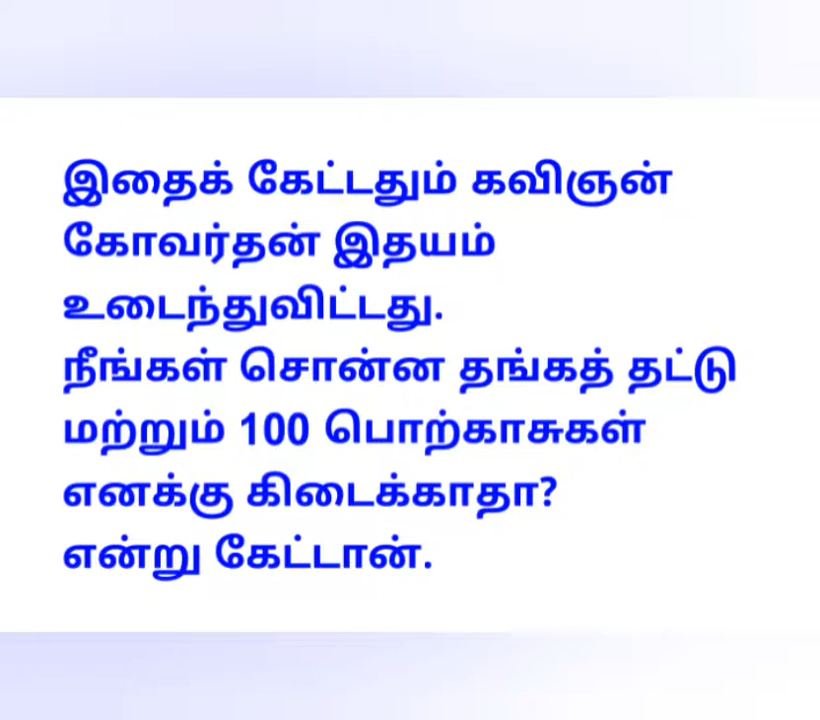 இதைக் கேட்டதும் கவிஞன்
கோவர்தன் இதயம்
உடைந்துவிட்டது.
நீங்கள் சொன்ன தங்கத் தட்டு
மற்றும் 100 பொற்காசுகள்
எனக்கு கிடைக்காதா?
என்று கேட்டான்.